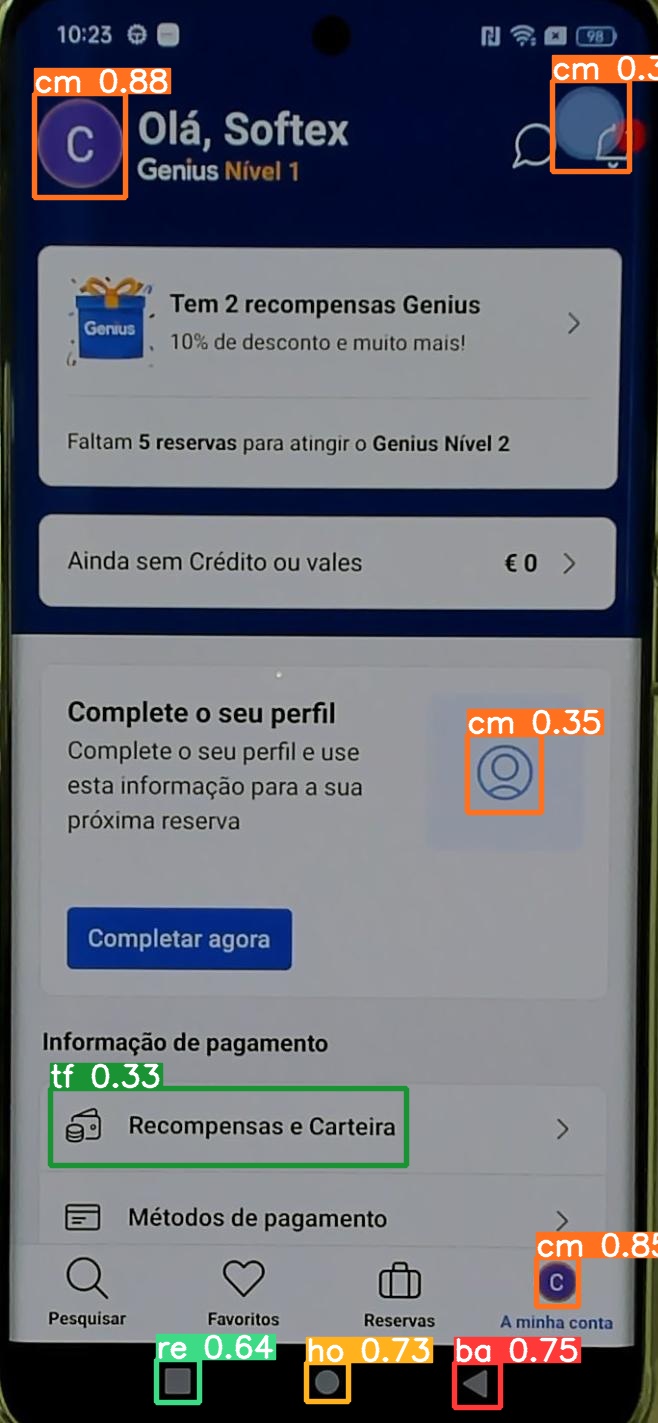 10:23
98
cm 0.88
cm 0.3
C
Olá, Softex
Genius Nível 1
Genius
Tem 2 recompensas Genius
10% de desconto e muito mais!
Faltam 5 reservas para atingir o Genius Nível 2
Ainda sem Crédito ou vales
€ 0
Complete o seu perfil
Complete o seu perfil e use
esta informação para a sua
próxima reserva
cm 0.35
Completar agora
Informação de pagamento
tf 0.33
Recompensas e Carteira
Métodos de pagamento
cm 0.85
C
Pesquisar
Favoritos
Reservas
A minha conta
re 0.64
ho 0.73
ba 0.75